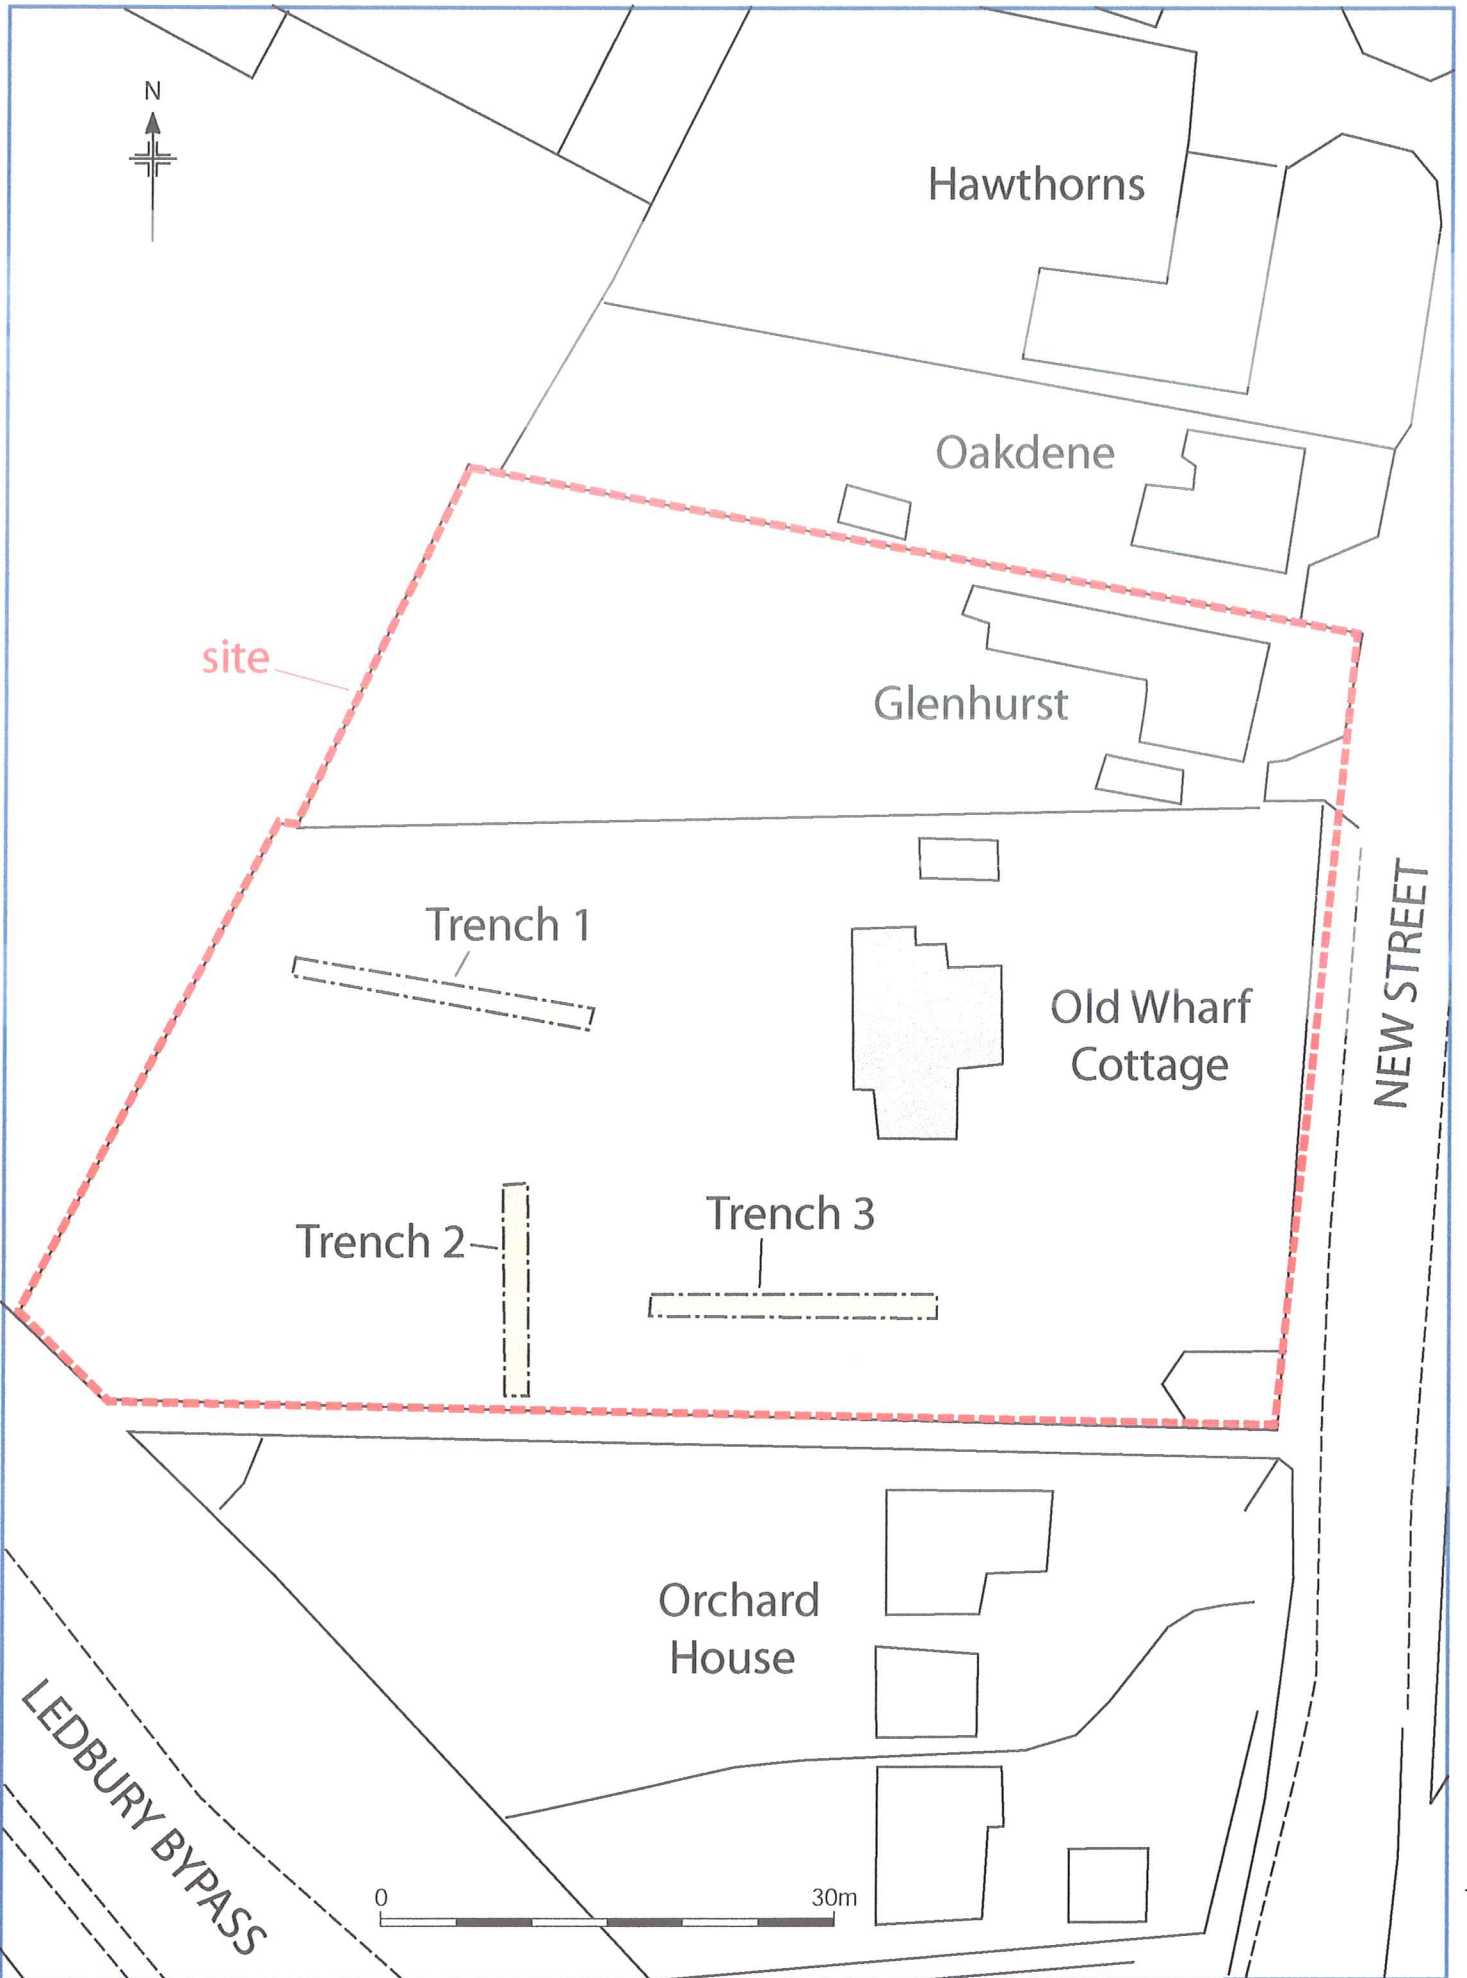 N
Hawthorns
Oakdene
site
Glenhurst
Trench 1
Old Wharf
Cottage
NEW STREET
Trench 2
Trench 3
Orchard
House
LEDBURY BYPASS
0
30m